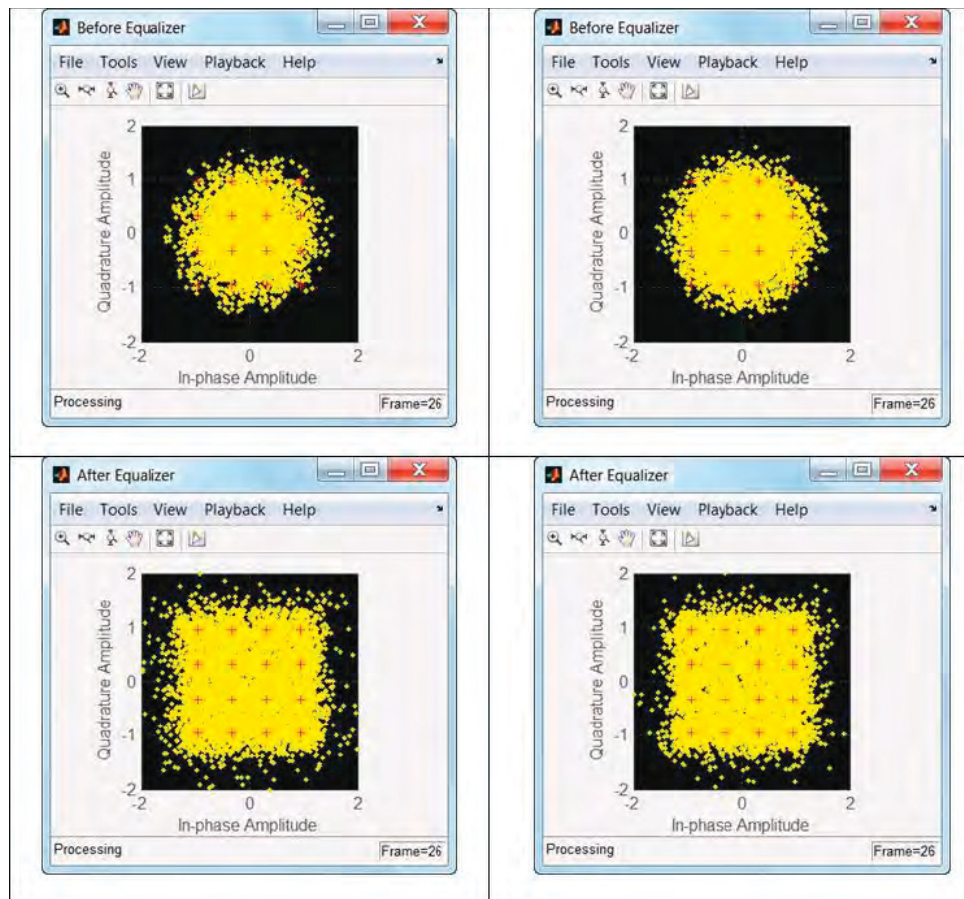 Before Equalizer
File Tools View Playback Help
2
1
0
-1
-2
Quadrature Amplitude
-2 0 2
In-phase Amplitude
Processing Frame=26
Before Equalizer
File Tools View Playback Help
2
1
0
-1
-2
Quadrature Amplitude
-2 0 2
In-phase Amplitude
Processing Frame=26
After Equalizer
File Tools View Playback Help
2
1
0
-1
-2
Quadrature Amplitude
-2 0 2
In-phase Amplitude
Processing Frame=26
After Equalizer
File Tools View Playback Help
2
1
0
-1
-2
Quadrature Amplitude
-2 0 2
In-phase Amplitude
Processing Frame=26